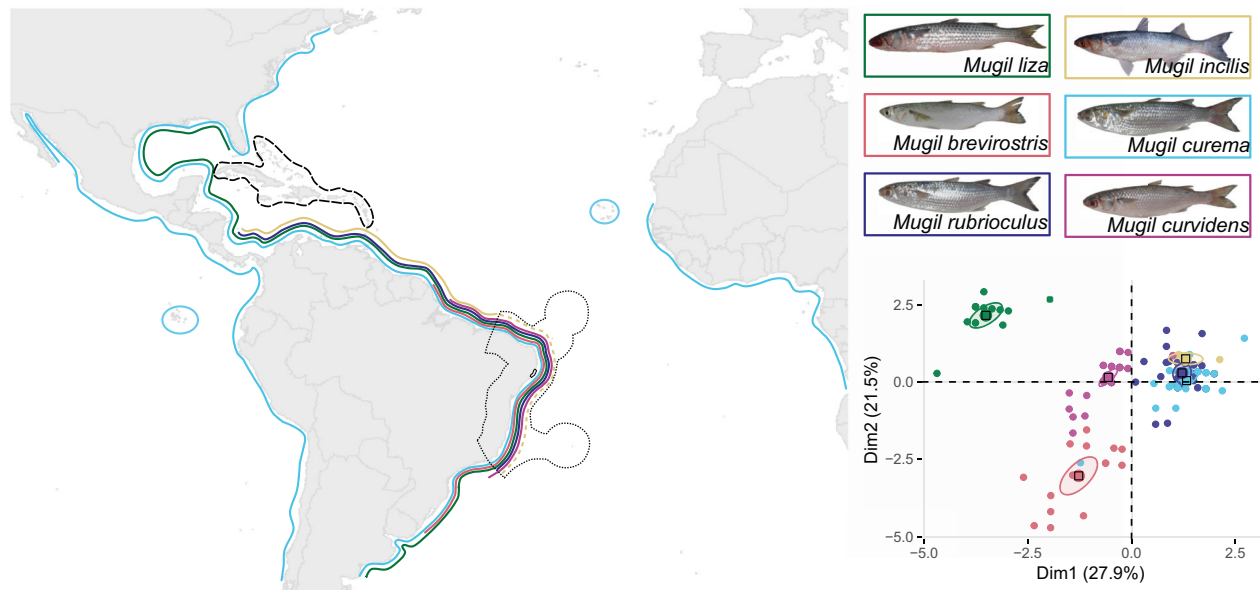 Mugil liza
Mugil incilis
Mugil brevirostris
Mugil curema
Mugil rubrioculus
Mugil curvidens
2.5
0.0
−2.5
−5.0
Dim2 (21.5%)
−5.0
−2.5
0.0
2.5
Dim1 (27.9%)